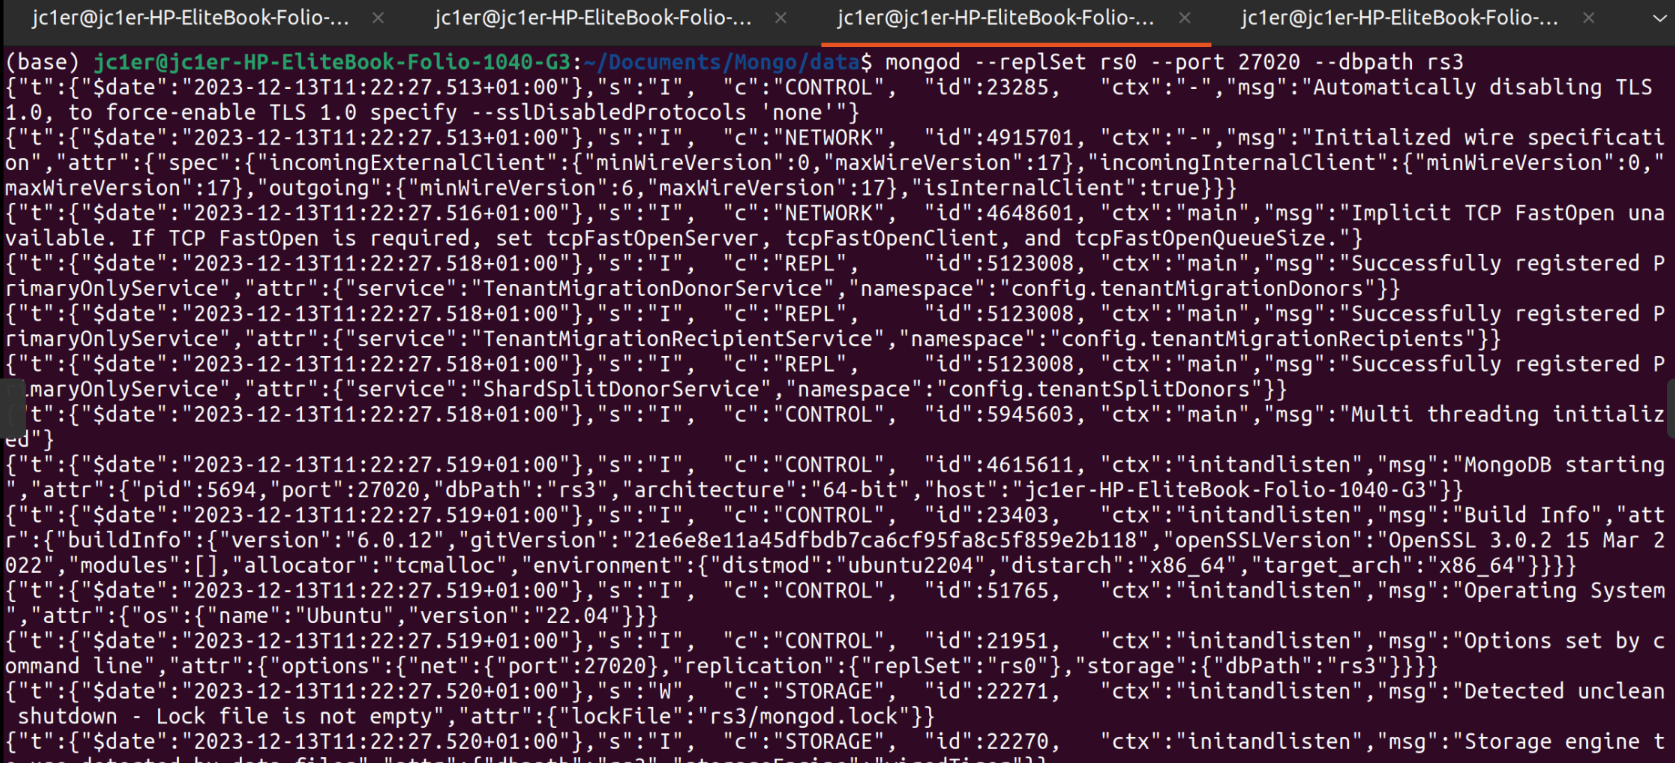 jc1er@jc1er-HP-EliteBook-Folio-... × jc1er@jc1er-HP-EliteBook-Folio-... × jc1er@jc1er-HP-EliteBook-Folio-... × jc1er@jc1er-HP-EliteBook-Folio-... ×
(base) jc1er@jc1er-HP-EliteBook-Folio-1040-G3:~/Documents/Mongo/data$ mongod --replSet rs0 --port 27020 --dbpath rs3
{"t":{"$date":"2023-12-13T11:22:27.513+01:00"},"s":"I",  "c":"CONTROL",  "id":23285,   "ctx":"-","msg":"Automatically disabling TLS
1.0, to force-enable TLS 1.0 specify --sslDisabledProtocols 'none'"}
{"t":{"$date":"2023-12-13T11:22:27.513+01:00"},"s":"I",  "c":"NETWORK",  "id":4915701, "ctx":"-","msg":"Initialized wire specificati
on","attr":{"spec":{"incomingExternalClient":{"minWireVersion":0,"maxWireVersion":17},"incomingInternalClient":{"minWireVersion":0,"
maxWireVersion":17},"outgoing":{"minWireVersion":6,"maxWireVersion":17},"isInternalClient":true}}}
{"t":{"$date":"2023-12-13T11:22:27.516+01:00"},"s":"I",  "c":"NETWORK",  "id":4648601, "ctx":"main","msg":"Implicit TCP FastOpen una
vailable. If TCP FastOpen is required, set tcpFastOpenServer, tcpFastOpenClient, and tcpFastOpenQueueSize."}
{"t":{"$date":"2023-12-13T11:22:27.518+01:00"},"s":"I",  "c":"REPL",     "id":5123008, "ctx":"main","msg":"Successfully registered P
rimaryOnlyService","attr":{"service":"TenantMigrationDonorService","namespace":"config.tenantMigrationDonors"}}
{"t":{"$date":"2023-12-13T11:22:27.518+01:00"},"s":"I",  "c":"REPL",     "id":5123008, "ctx":"main","msg":"Successfully registered P
rimaryOnlyService","attr":{"service":"TenantMigrationRecipientService","namespace":"config.tenantMigrationRecipients"}}
{"t":{"$date":"2023-12-13T11:22:27.518+01:00"},"s":"I",  "c":"REPL",     "id":5123008, "ctx":"main","msg":"Successfully registered P
rimaryOnlyService","attr":{"service":"ShardSplitDonorService","namespace":"config.tenantSplitDonors"}}
{"t":{"$date":"2023-12-13T11:22:27.518+01:00"},"s":"I",  "c":"CONTROL",  "id":5945603, "ctx":"main","msg":"Multi threading initializ
ed"}
{"t":{"$date":"2023-12-13T11:22:27.519+01:00"},"s":"I",  "c":"CONTROL",  "id":4615611, "ctx":"initandlisten","msg":"MongoDB starting
","attr":{"pid":5694,"port":27020,"dbPath":"rs3","architecture":"64-bit","host":"jc1er-HP-EliteBook-Folio-1040-G3"}}
{"t":{"$date":"2023-12-13T11:22:27.519+01:00"},"s":"I",  "c":"CONTROL",  "id":23403,   "ctx":"initandlisten","msg":"Build Info","att
r":{"buildInfo":{"version":"6.0.12","gitVersion":"21e6e8e11a45dfbdb7ca6cf95fa8c5f859e2b118","openSSLVersion":"OpenSSL 3.0.2 15 Mar 2
022","modules":[],"allocator":"tcmalloc","environment":{"distmod":"ubuntu2204","distarch":"x86_64","target_arch":"x86_64"}}}}
{"t":{"$date":"2023-12-13T11:22:27.519+01:00"},"s":"I",  "c":"CONTROL",  "id":51765,   "ctx":"initandlisten","msg":"Operating System
","attr":{"os":{"name":"Ubuntu","version":"22.04"}}}
{"t":{"$date":"2023-12-13T11:22:27.519+01:00"},"s":"I",  "c":"CONTROL",  "id":21951,   "ctx":"initandlisten","msg":"Options set by c
ommand line","attr":{"options":{"net":{"port":27020},"replication":{"replSet":"rs0"},"storage":{"dbPath":"rs3"}}}}
{"t":{"$date":"2023-12-13T11:22:27.520+01:00"},"s":"W",  "c":"STORAGE",  "id":22271,   "ctx":"initandlisten","msg":"Detected unclean
 shutdown - Lock file is not empty","attr":{"lockFile":"rs3/mongod.lock"}}
{"t":{"$date":"2023-12-13T11:22:27.520+01:00"},"s":"I",  "c":"STORAGE",  "id":22270,   "ctx":"initandlisten","msg":"Storage engine t